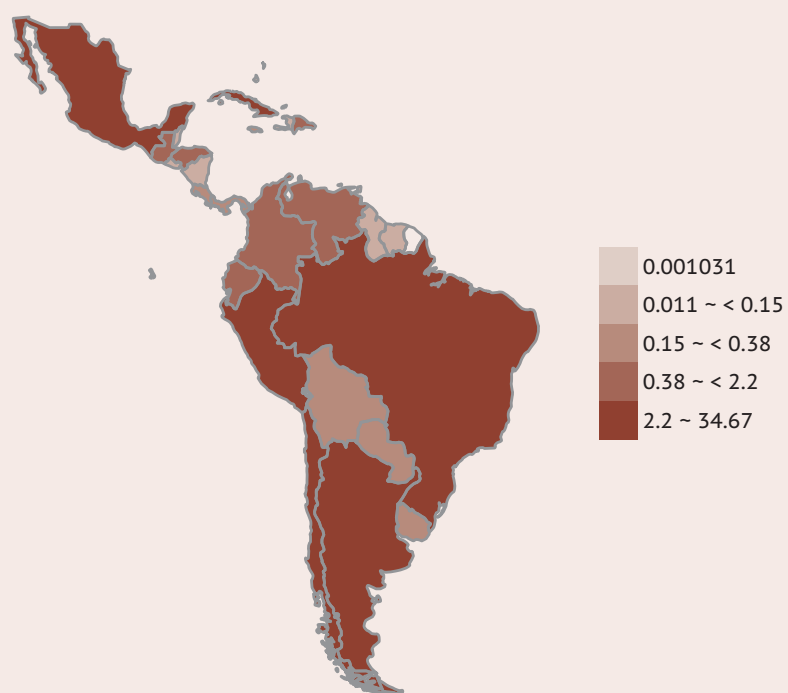 0.001031
0.011 ~ < 0.15
0.15 ~ < 0.38
0.38 ~ < 2.2
2.2 ~ 34.67